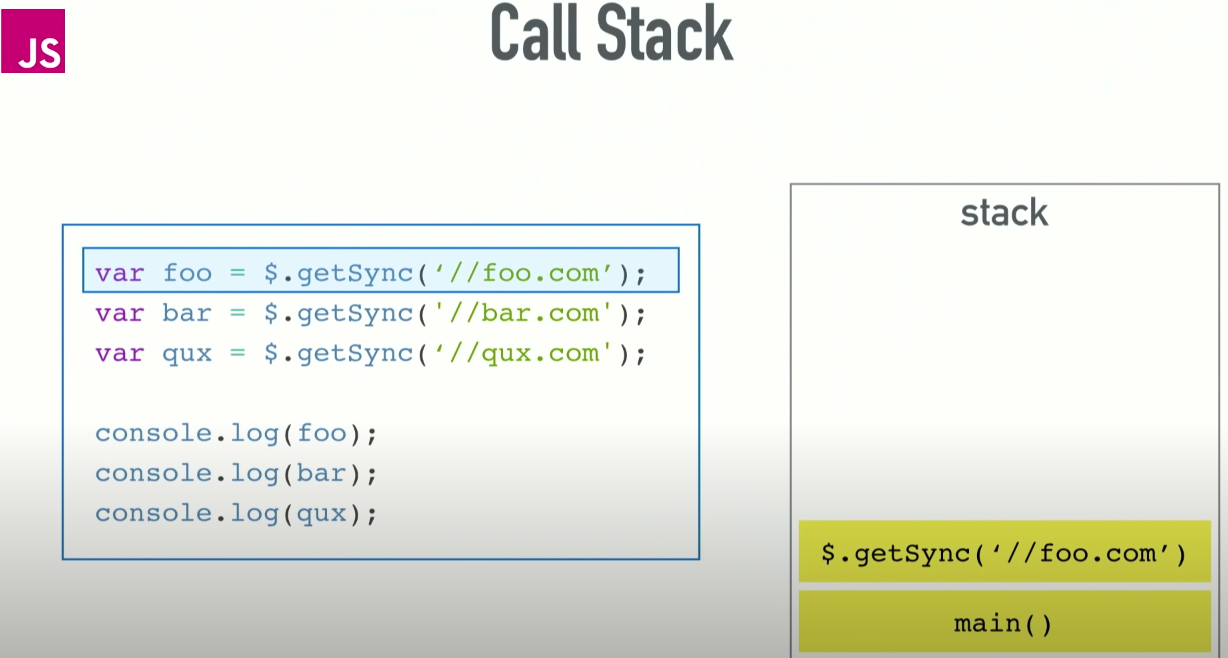 JS
Call Stack
var foo = $.getSync(‘//foo.com’);
var bar = $.getSync('//bar.com');
var qux = $.getSync(‘//qux.com');
console.log(foo);
console.log(bar);
console.log(qux);
stack
$.getSync(‘//foo.com’)
main()